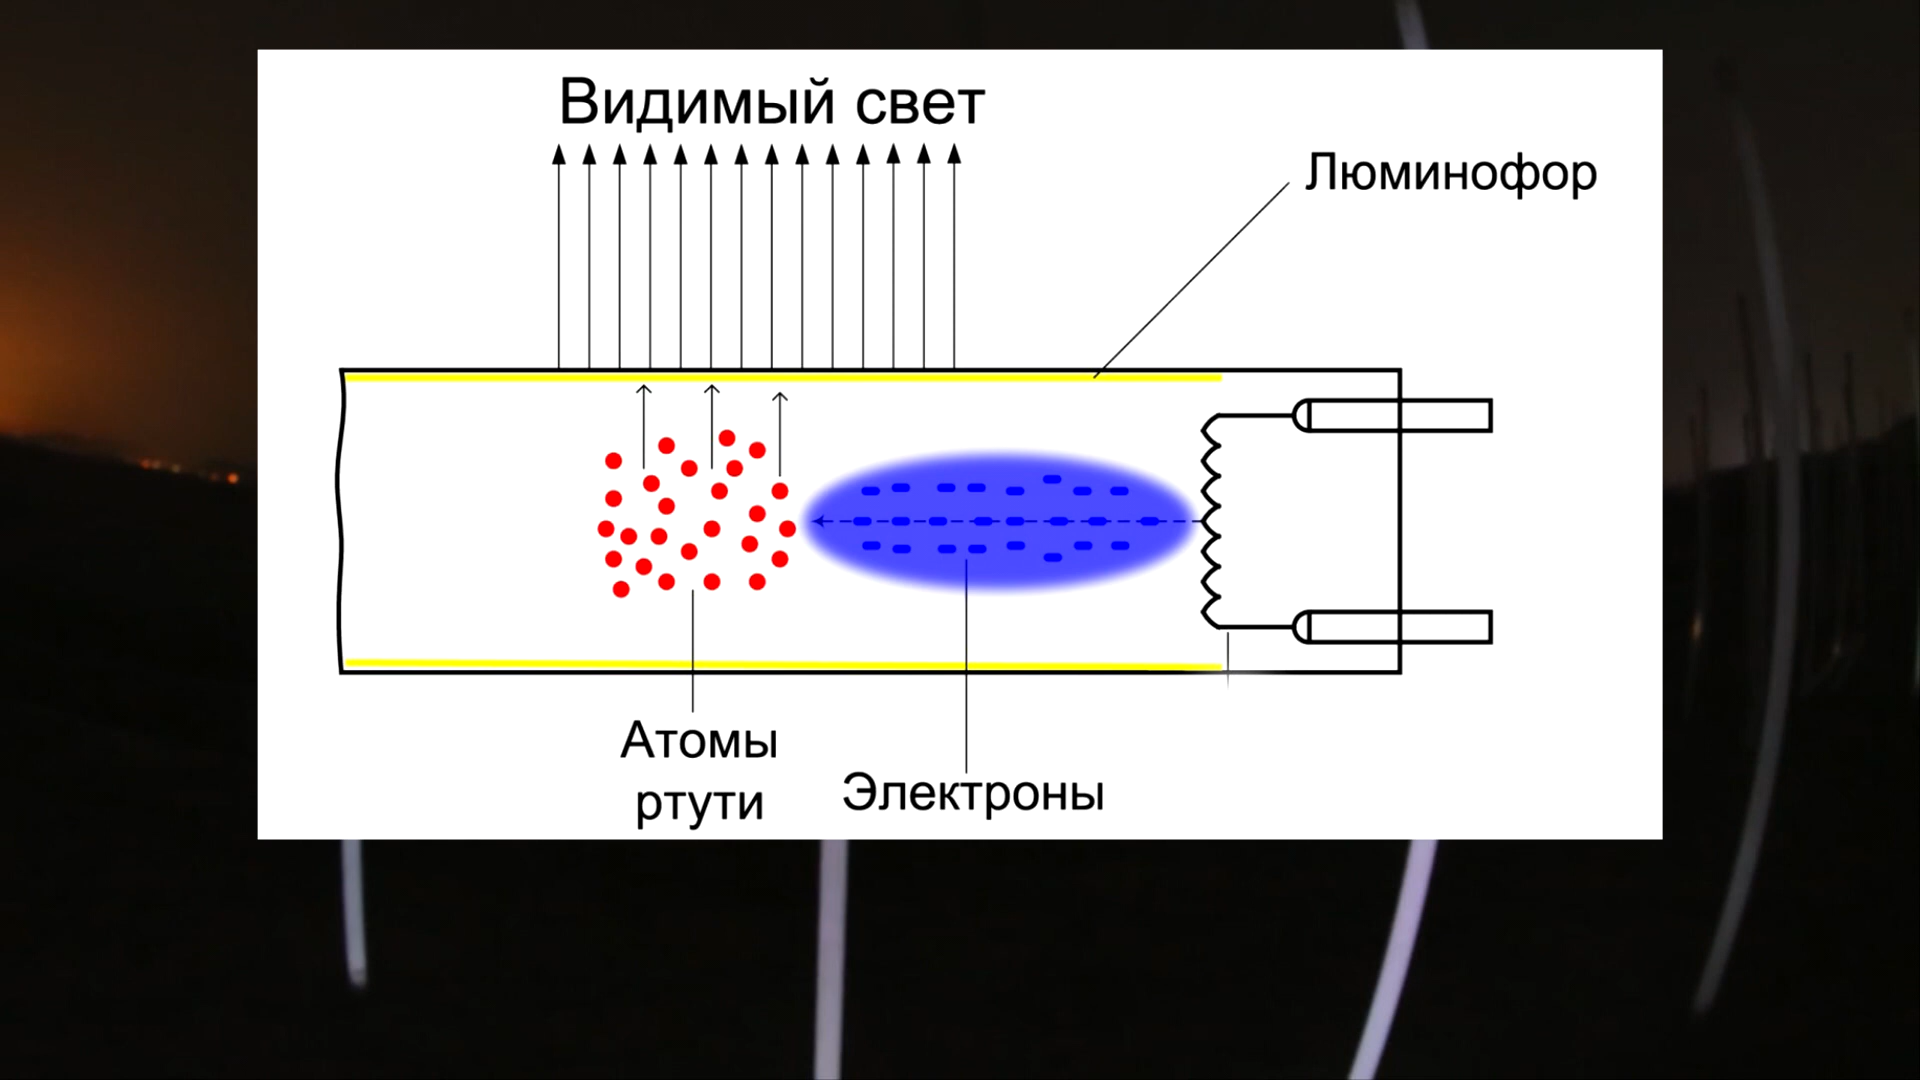 Видимый свет
Люминофор
Атомы
ртути
Электроны